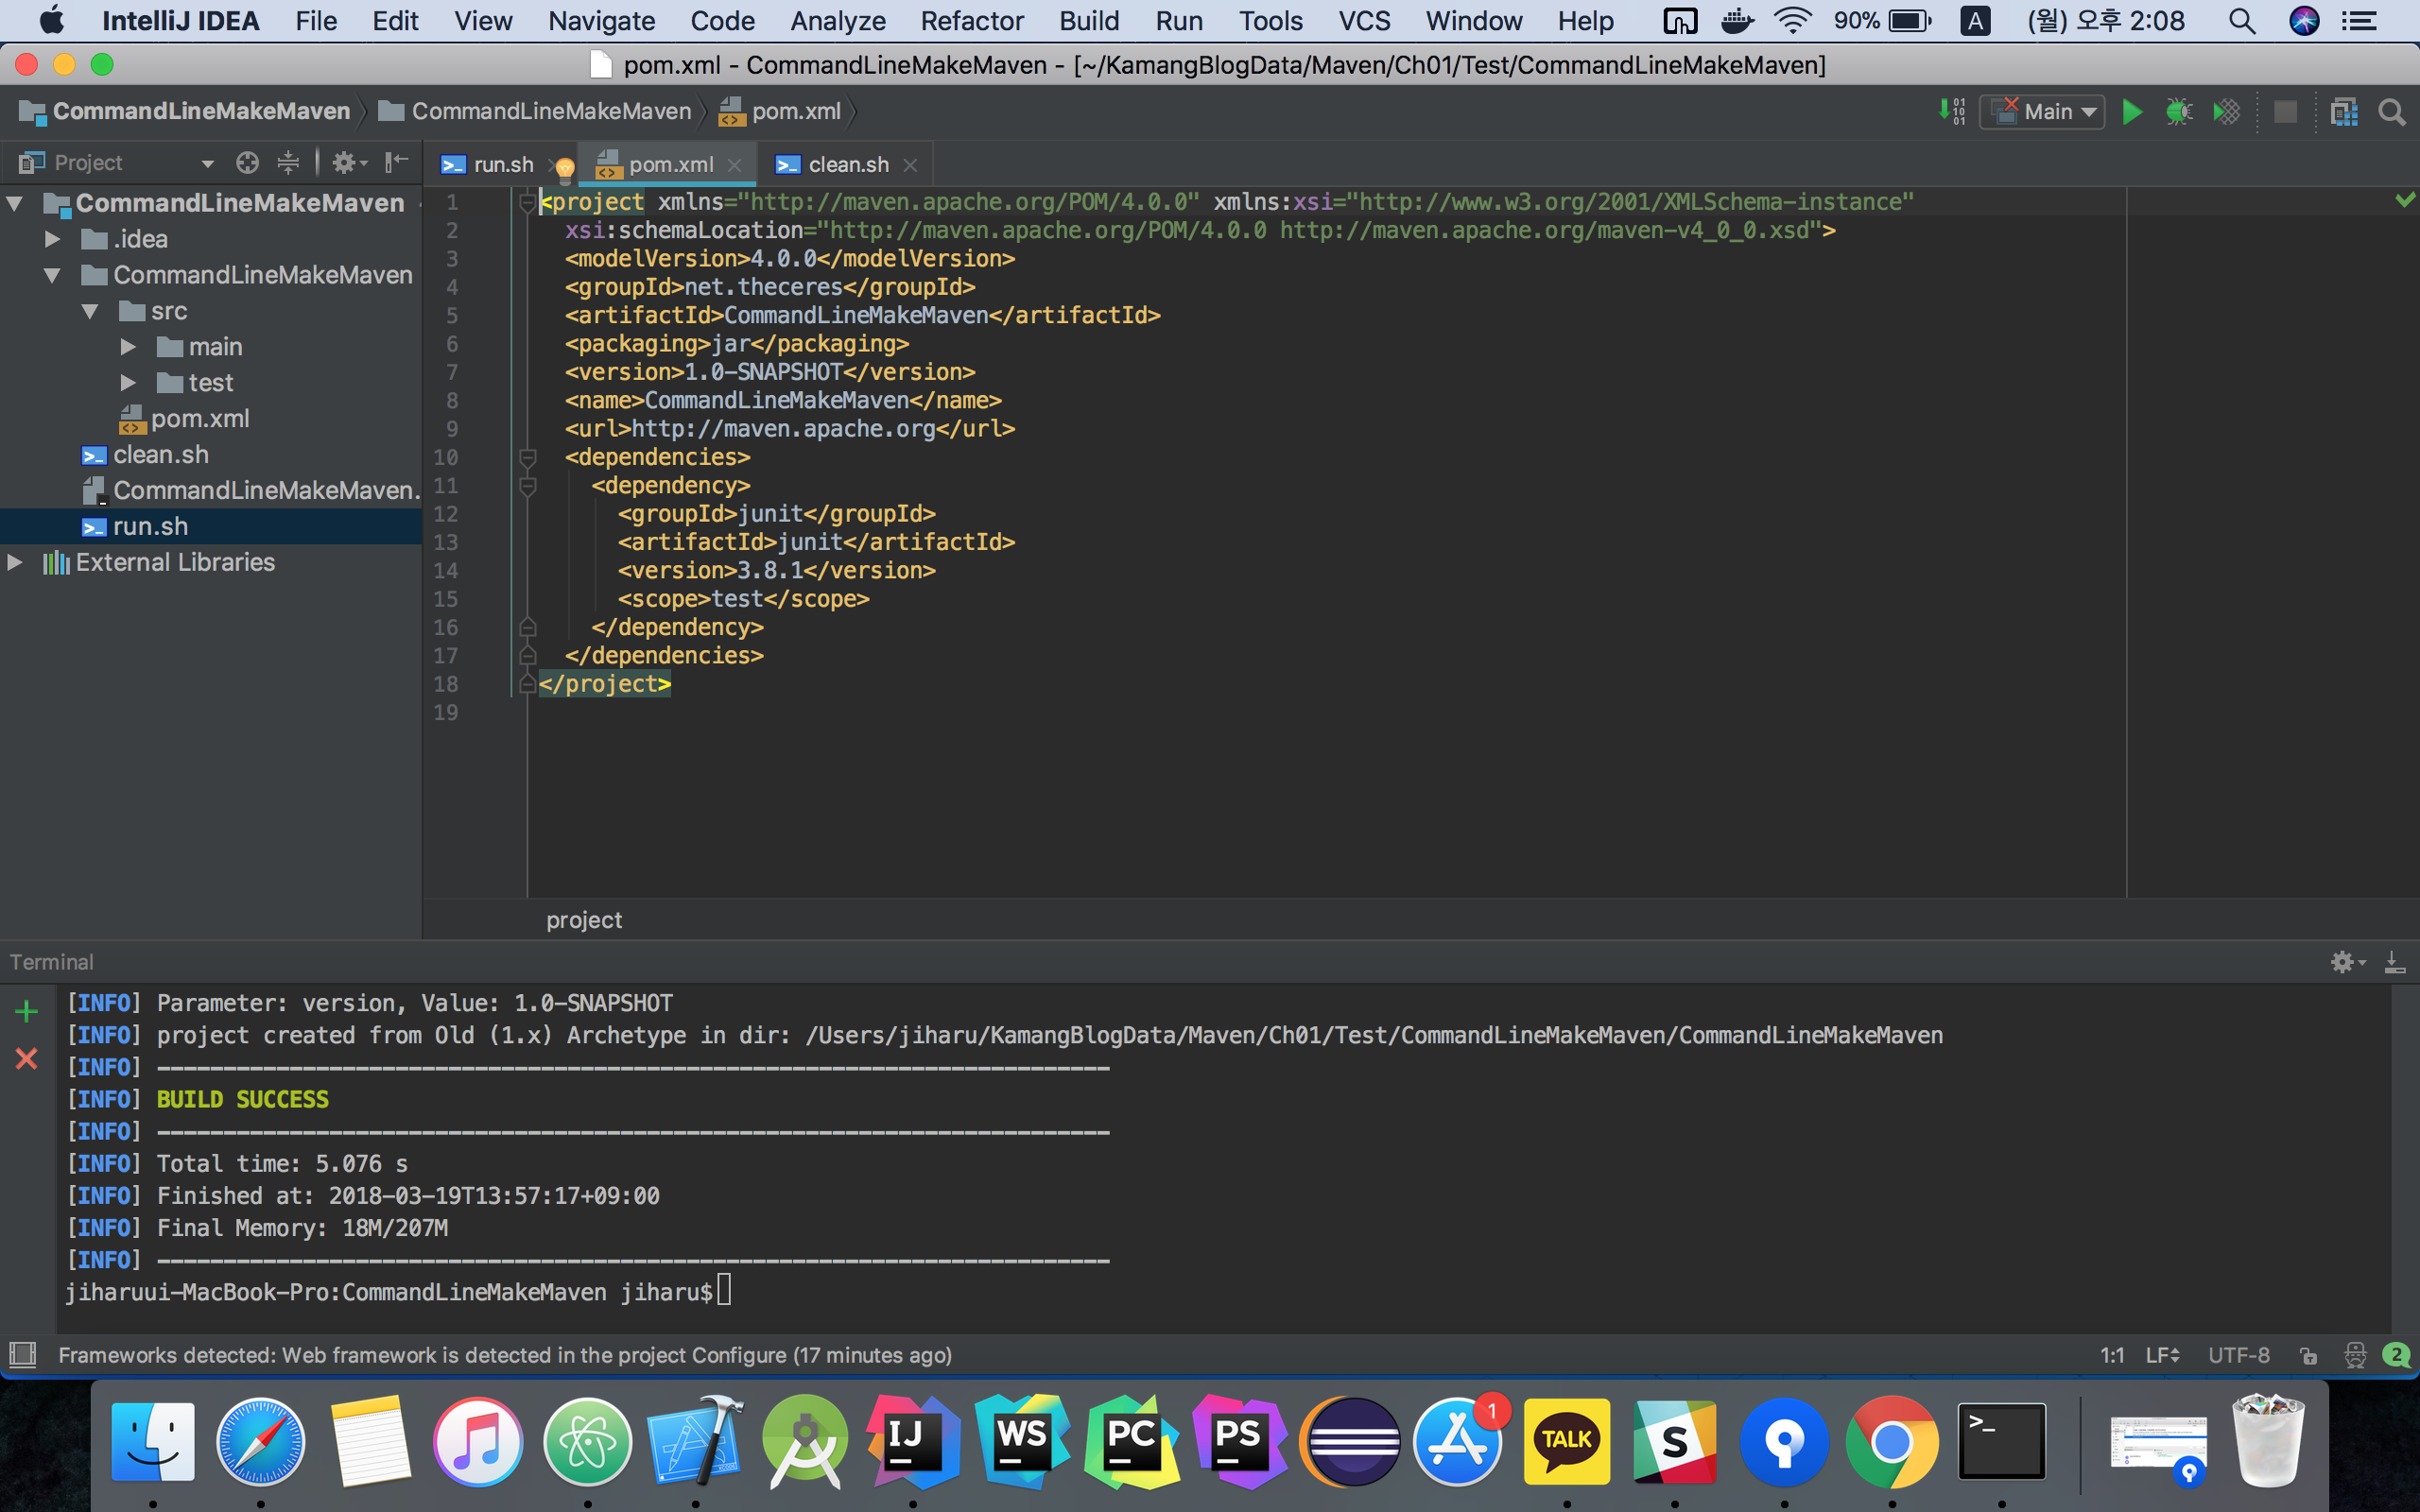 IntelliJ IDEA File Edit View Navigate Code Analyze Refactor Build Run Tools VCS Window Help 90% A (월) 오후 2:08
pom.xml - CommandLineMakeMaven - [~/KamangBlogData/Maven/Ch01/Test/CommandLineMakeMaven]
CommandLineMakeMaven CommandLineMakeMaven pom.xml Main
Project
run.sh pom.xml clean.sh
CommandLineMakeMaven
.idea
CommandLineMakeMaven
src
main
test
pom.xml
clean.sh
CommandLineMakeMaven.
run.sh
External Libraries
1 <project xmlns="http://maven.apache.org/POM/4.0.0" xmlns:xsi="http://www.w3.org/2001/XMLSchema-instance"
2 xsi:schemaLocation="http://maven.apache.org/POM/4.0.0 http://maven.apache.org/maven-v4_0_0.xsd">
3 <modelVersion>4.0.0</modelVersion>
4 <groupId>net.theceres</groupId>
5 <artifactId>CommandLineMakeMaven</artifactId>
6 <packaging>jar</packaging>
7 <version>1.0-SNAPSHOT</version>
8 <name>CommandLineMakeMaven</name>
9 <url>http://maven.apache.org</url>
10 <dependencies>
11 <dependency>
12 <groupId>junit</groupId>
13 <artifactId>junit</artifactId>
14 <version>3.8.1</version>
15 <scope>test</scope>
16 </dependency>
17 </dependencies>
18 </project>
19
project
Terminal
[INFO] Parameter: version, Value: 1.0-SNAPSHOT
[INFO] project created from Old (1.x) Archetype in dir: /Users/jiharu/KamangBlogData/Maven/Ch01/Test/CommandLineMakeMaven/CommandLineMakeMaven
[INFO] ------------------------------------------------------------------------
[INFO] BUILD SUCCESS
[INFO] ------------------------------------------------------------------------
[INFO] Total time: 5.076 s
[INFO] Finished at: 2018-03-19T13:57:17+09:00
[INFO] Final Memory: 18M/207M
[INFO] ------------------------------------------------------------------------
jiharuui-MacBook-Pro:CommandLineMakeMaven jiharu$
Frameworks detected: Web framework is detected in the project Configure (17 minutes ago) 1:1 LF UTF-8 2
IJ WS PC PS 1 TALK S >_